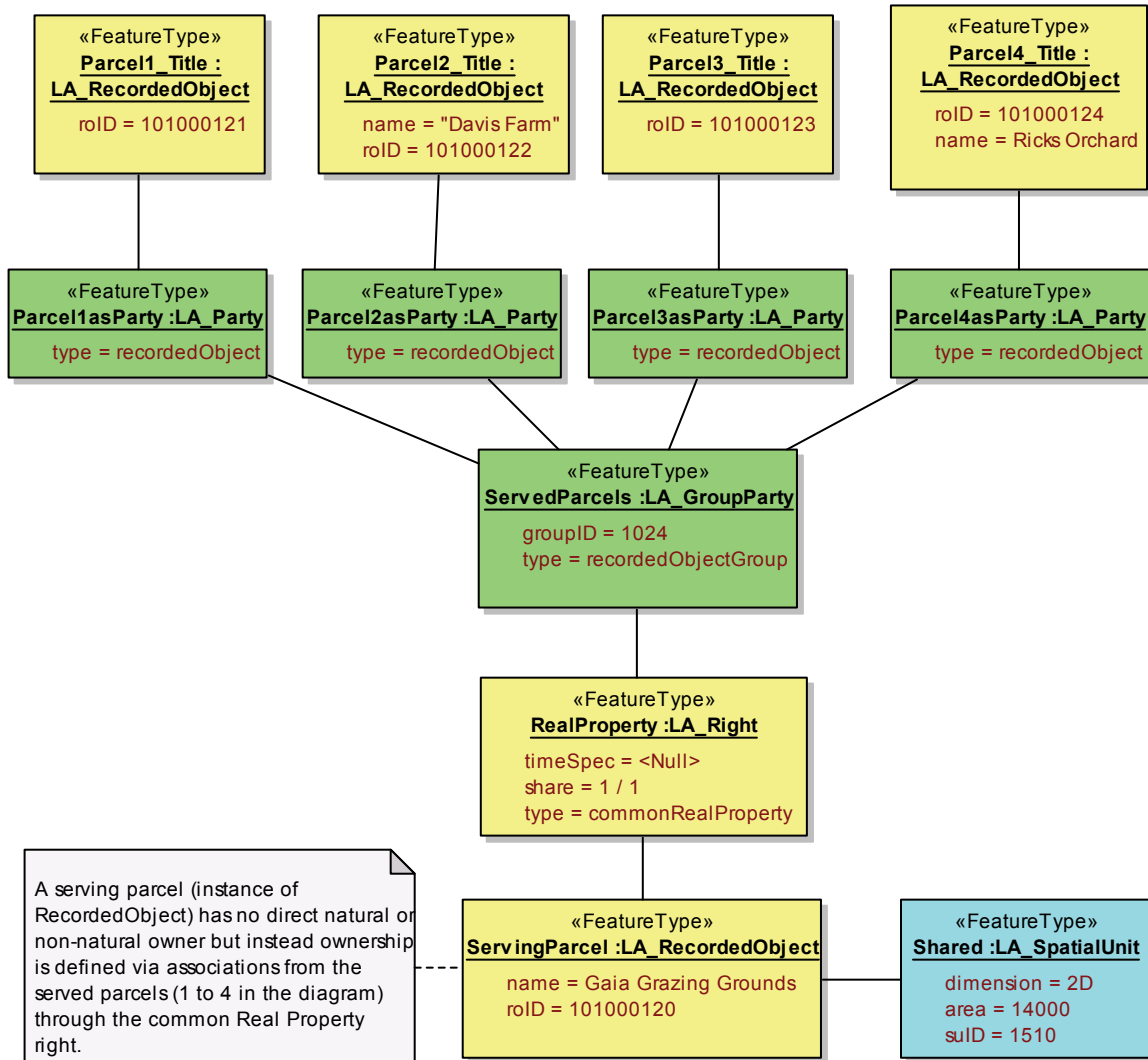 «FeatureType»
Parcel1_Title :
LA_RecordedObject
roID = 101000121
«FeatureType»
Parcel2_Title :
LA_RecordedObject
name = "Davis Farm"
roID = 101000122
«FeatureType»
Parcel3_Title :
LA_RecordedObject
roID = 101000123
«FeatureType»
Parcel4_Title :
LA_RecordedObject
roID = 101000124
name = Ricks Orchard
«FeatureType»
Parcel1asParty :LA_Party
type = recordedObject
«FeatureType»
Parcel2asParty :LA_Party
type = recordedObject
«FeatureType»
Parcel3asParty :LA_Party
type = recordedObject
«FeatureType»
Parcel4asParty :LA_Party
type = recordedObject
«FeatureType»
ServedParcels :LA_GroupParty
groupID = 1024
type = recordedObjectGroup
«FeatureType»
RealProperty :LA_Right
timeSpec = <Null>
share = 1 / 1
type = commonRealProperty
A serving parcel (instance of
RecordedObject) has no direct natural or
non-natural owner but instead ownership
is defined via associations from the
served parcels (1 to 4 in the diagram)
through the common Real Property
right.
«FeatureType»
ServingParcel :LA_RecordedObject
name = Gaia Grazing Grounds
roID = 101000120
«FeatureType»
Shared :LA_SpatialUnit
dimension = 2D
area = 14000
suID = 1510